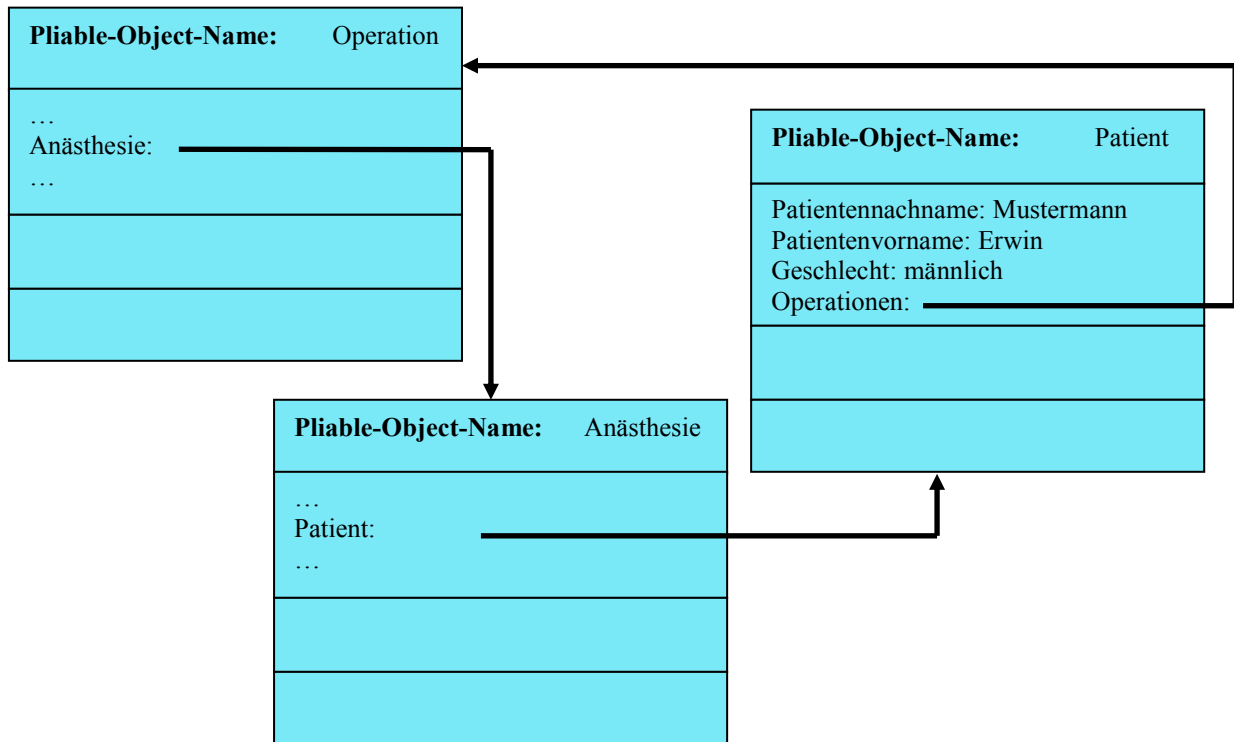 Pliable-Object-Name: Operation
…
Anästhesie:
…
Pliable-Object-Name: Patient
Patientennachname: Mustermann
Patientenvorname: Erwin
Geschlecht: männlich
Operationen:
Pliable-Object-Name: Anästhesie
…
Patient:
…